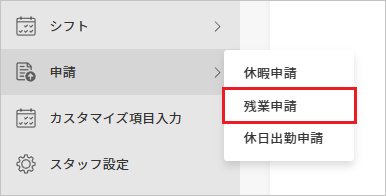 シフト
申請
休暇申請
残業申請
カスタマイズ項目入力
休日出勤申請
スタッフ設定